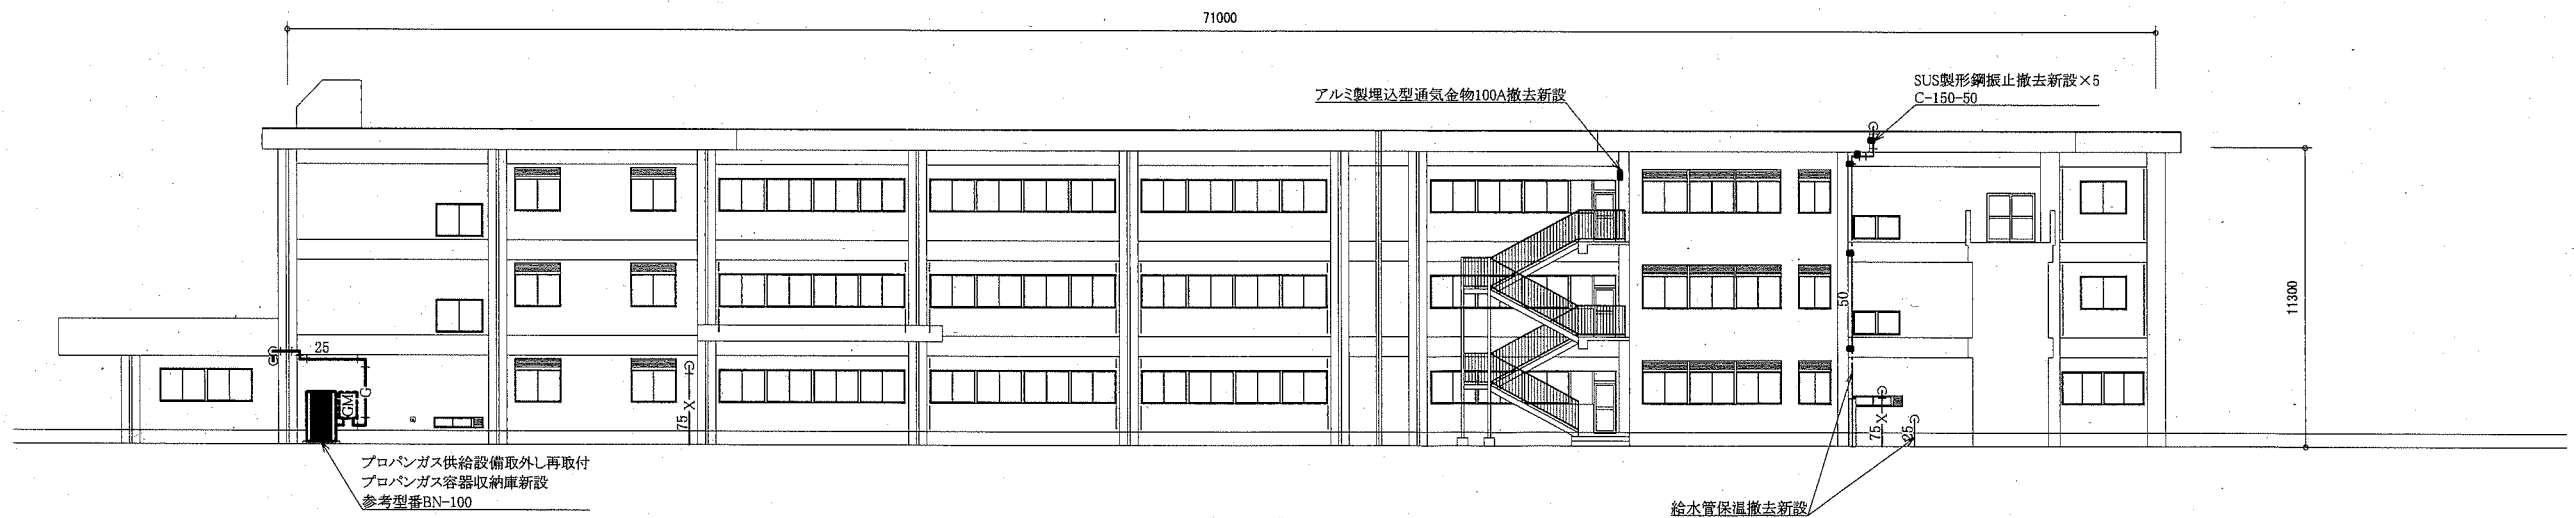 71000
SUS製形鋼振止撤去新設×5
C-150-50
アルミ製埋込型通気金物100A撤去新設
11300
50
25
G
GM
75
X
75
X
25
プロパンガス供給設備取外し再取付
プロパンガス容器収納庫新設
参考型番BN-100
給水管保温撤去新設